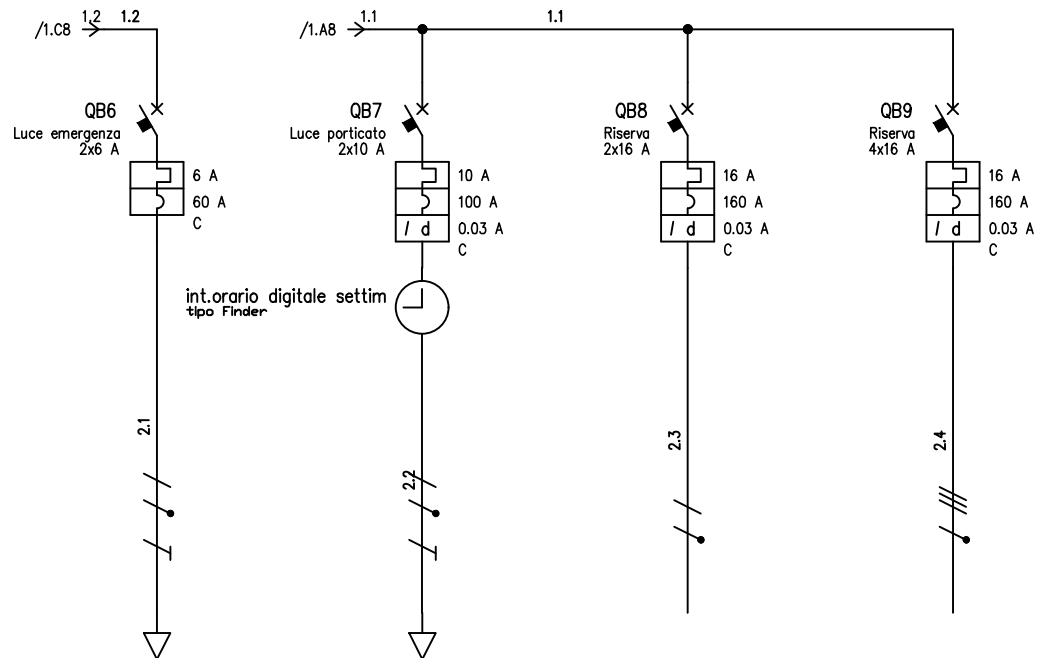 /1.C8
1.2
1.2
/1.A8
1.1
1.1
QB6
Luce emergenza
2x6 A
6 A
60 A
C
QB7
Luce porticato
2x10 A
10 A
100 A
I d
0.03 A
C
QB8
Riserva
2x16 A
16 A
160 A
I d
0.03 A
C
QB9
Riserva
4x16 A
16 A
160 A
I d
0.03 A
C
int.orario digitale settim
tipo Finder
2.1
2.2
2.3
2.4